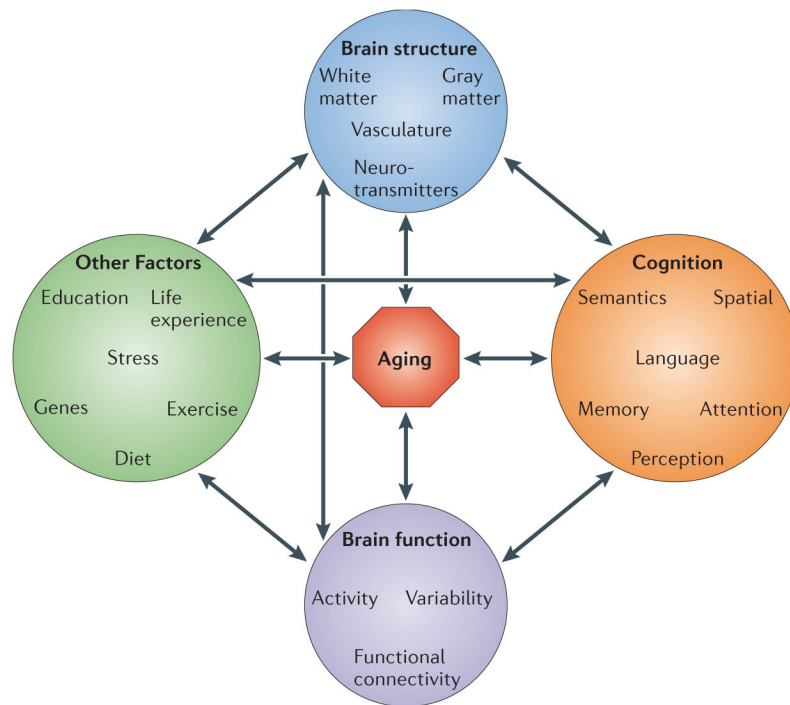 Brain structure
White matter
Gray matter
Vasculature
Neuro-
transmitters
Other Factors
Education
Life experience
Stress
Genes
Exercise
Diet
Aging
Cognition
Semantics
Spatial
Language
Memory
Attention
Perception
Brain function
Activity
Variability
Functional
connectivity